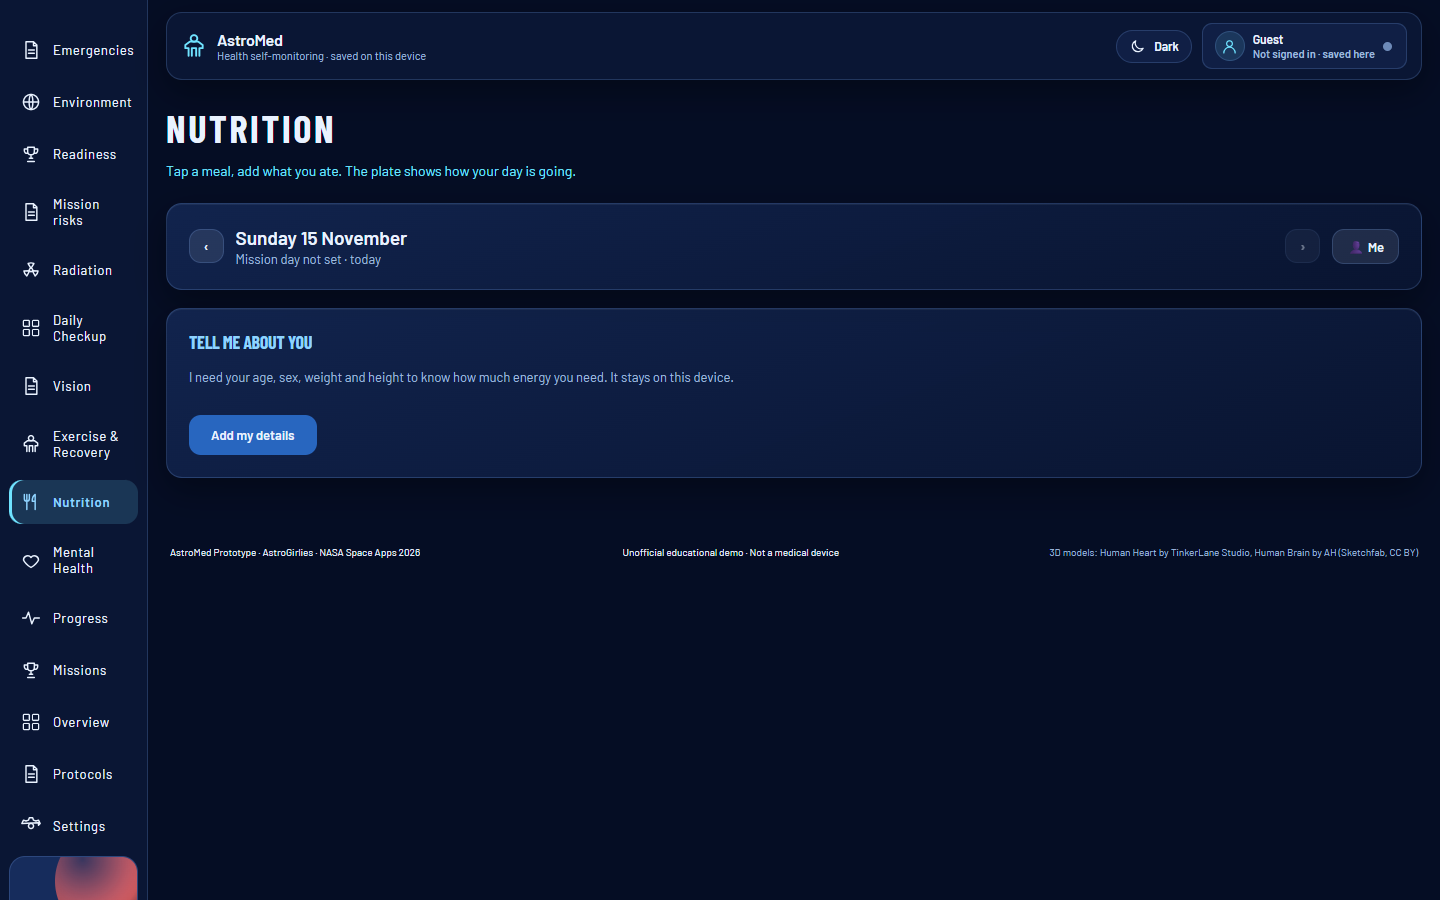 Emergencies
Environment
Readiness
Mission
risks
Radiation
Daily
Checkup
Vision
Exercise &
Recovery
Nutrition
Mental
Health
Progress
Missions
Overview
Protocols
Settings
AstroMed
Health self-monitoring · saved on this device
Dark
Guest
Not signed in · saved here
NUTRITION
Tap a meal, add what you ate. The plate shows how your day is going.
‹
Sunday 15 November
Mission day not set · today
›
Me
TELL ME ABOUT YOU
I need your age, sex, weight and height to know how much energy you need. It stays on this device.
Add my details
AstroMed Prototype · AstroGirlies · NASA Space Apps 2026
Unofficial educational demo · Not a medical device
3D models: Human Heart by TinkerLane Studio, Human Brain by AH (Sketchfab, CC BY)